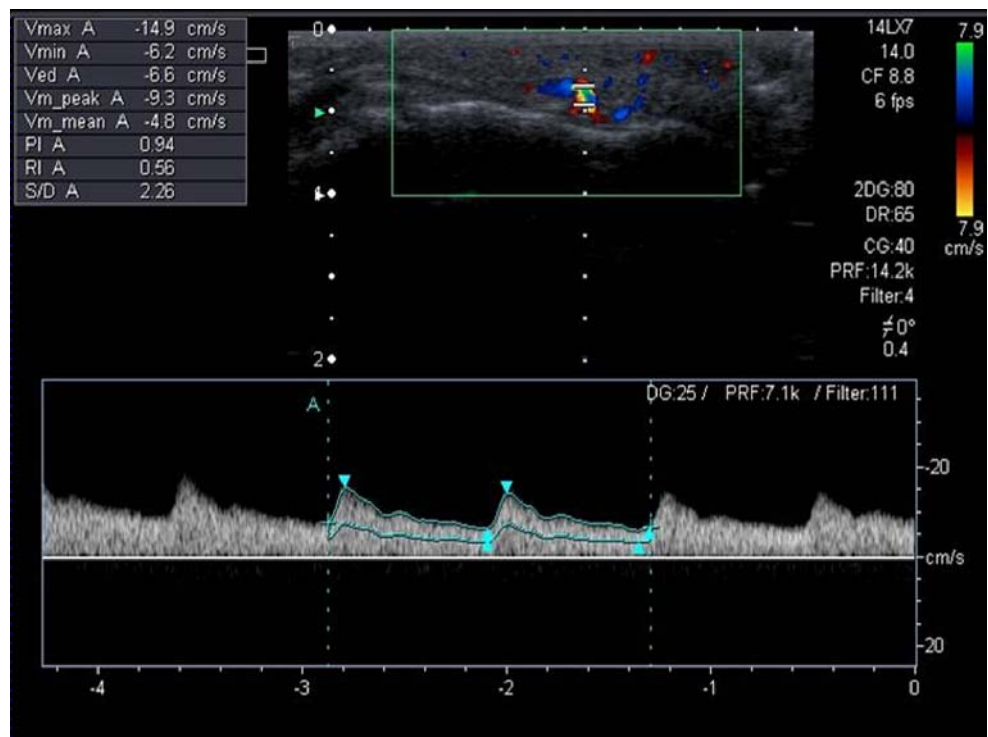 Vmax A -14.9 cm/s
Vmin A -6.2 cm/s
Ved A -6.6 cm/s
Vm_peak A -9.3 cm/s
Vm_mean A -4.8 cm/s
PI A 0.94
RI A 0.56
S/D A 2.26
0
1
2
14LX7
14.0
CF 8.8
6 fps
2DG:80
DR:65
CG:40
PRF:14.2k
Filter:4
≠0°
0.4
7.9
7.9
cm/s
A
DG:25 / PRF:7.1k / Filter:111
-20
cm/s
20
-4 -3 -2 -1 0